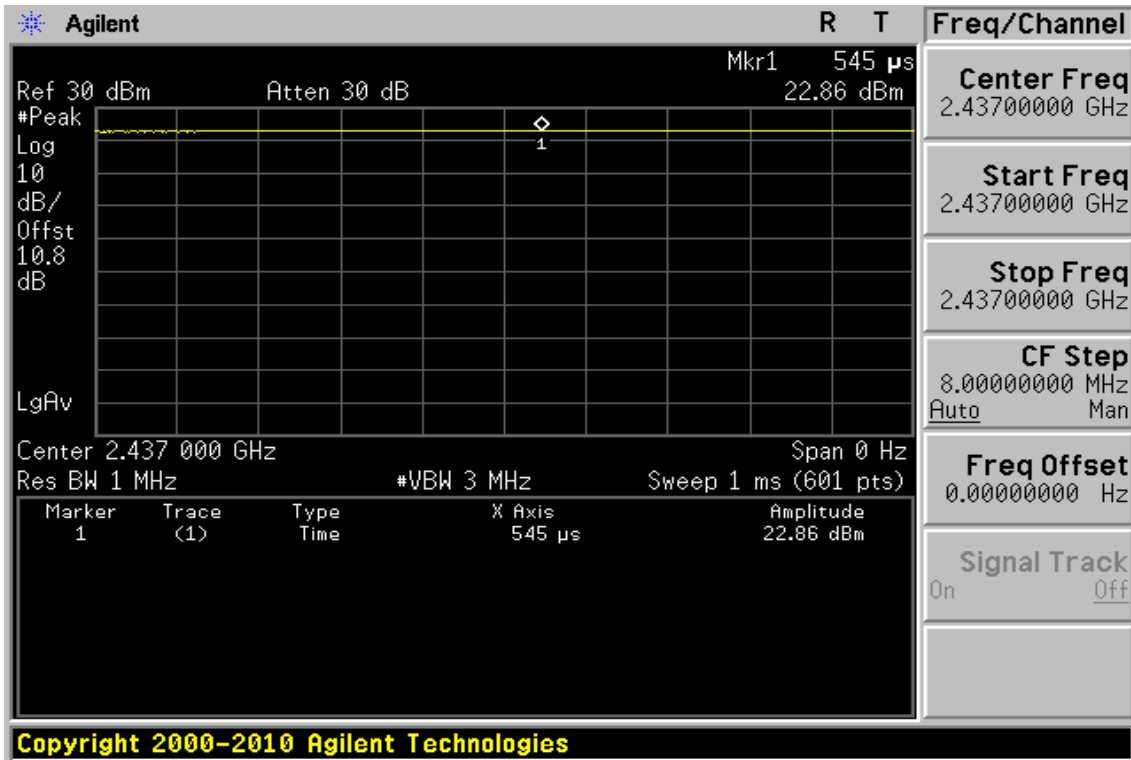 Agilent R T
Mkr1 545 µs
Ref 30 dBm Atten 30 dB 22.86 dBm
#Peak
Log
10
dB/
Offst
10.8
dB
LgAv
1
Center 2.437 000 GHz Span 0 Hz
Res BW 1 MHz #VBW 3 MHz Sweep 1 ms (601 pts)
Marker Trace Type X Axis Amplitude
1 (1) Time 545 µs 22.86 dBm
Copyright 2000-2010 Agilent Technologies
Freq/Channel
Center Freq
2.43700000 GHz
Start Freq
2.43700000 GHz
Stop Freq
2.43700000 GHz
CF Step
8.00000000 MHz
Auto Man
Freq Offset
0.00000000 Hz
Signal Track
On Off